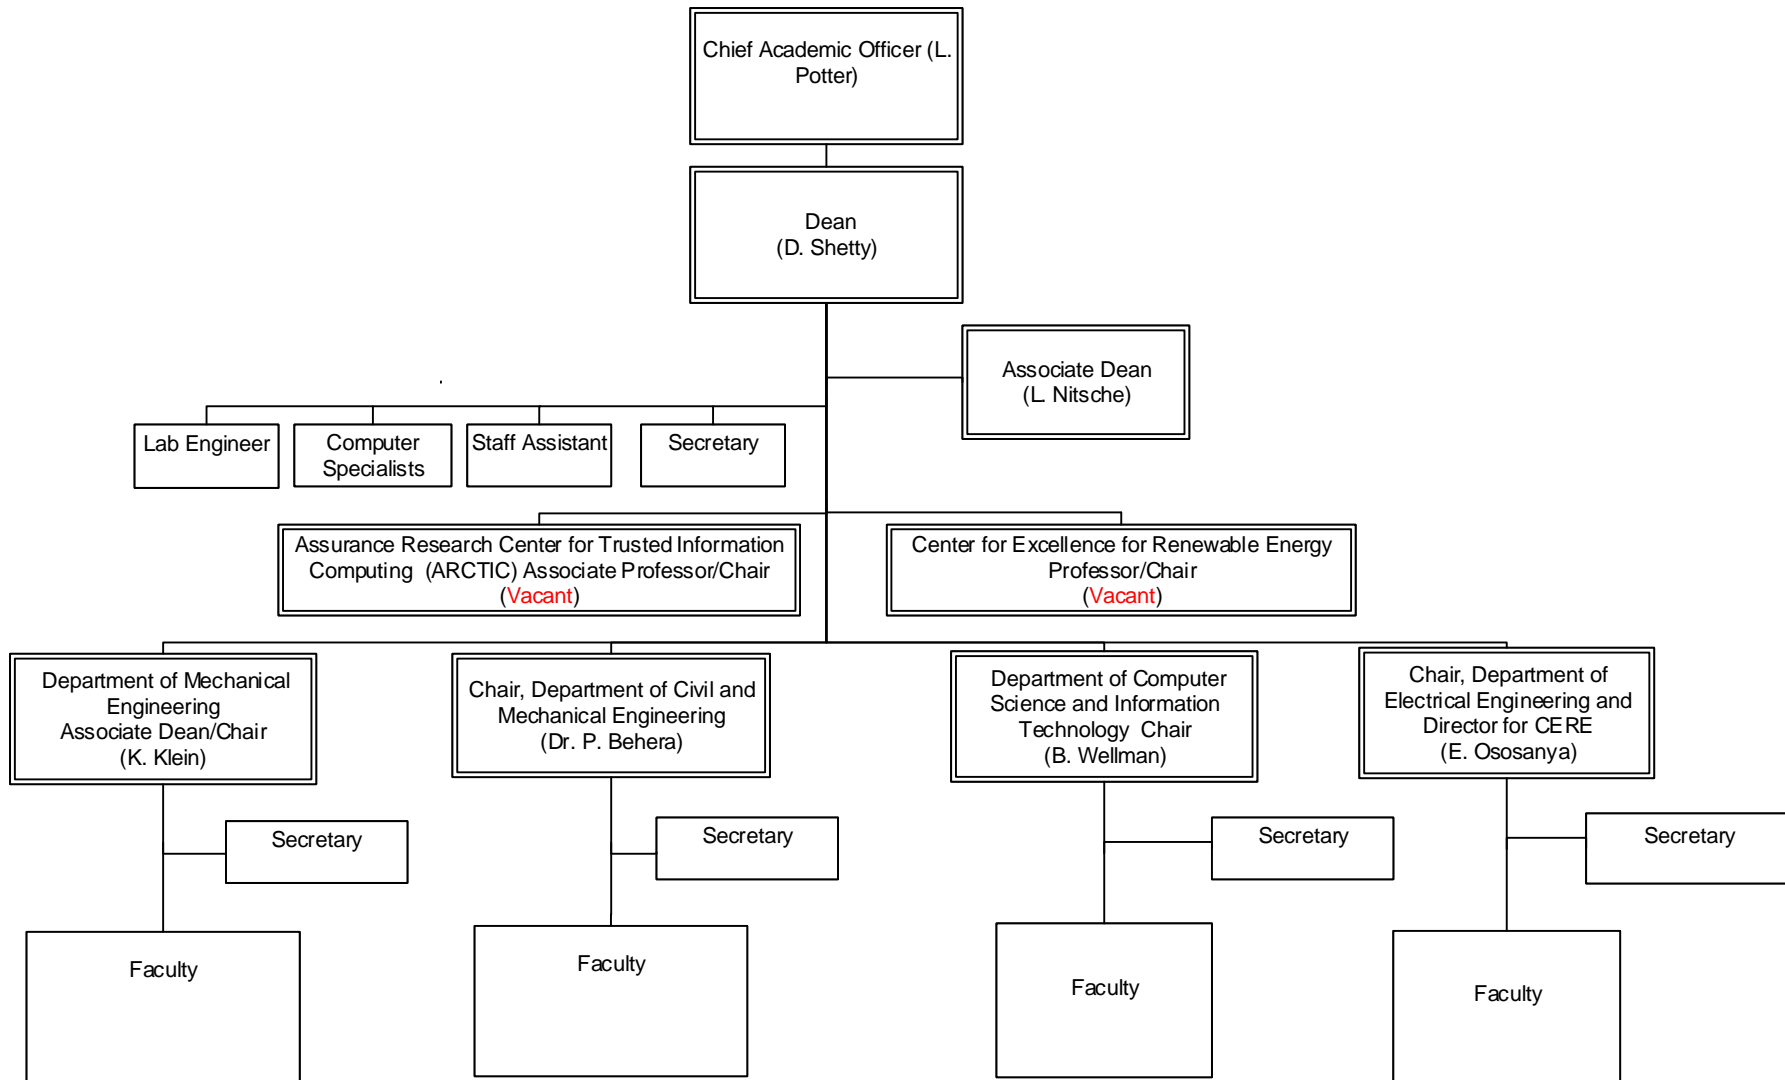 Chief Academic Officer (L.
Potter)
Dean
(D. Shetty)
Associate Dean
(L. Nitsche)
Lab Engineer
Computer
Specialists
Staff Assistant
Secretary
Assurance Research Center for Trusted Information
Computing (ARCTIC) Associate Professor/Chair
(Vacant)
Center for Excellence for Renewable Energy
Professor/Chair
(Vacant)
Department of Mechanical
Engineering
Associate Dean/Chair
(K. Klein)
Chair, Department of Civil and
Mechanical Engineering
(Dr. P. Behera)
Department of Computer
Science and Information
Technology Chair
(B. Wellman)
Chair, Department of
Electrical Engineering and
Director for CERE
(E. Ososanya)
Secretary
Secretary
Secretary
Secretary
Faculty
Faculty
Faculty
Faculty